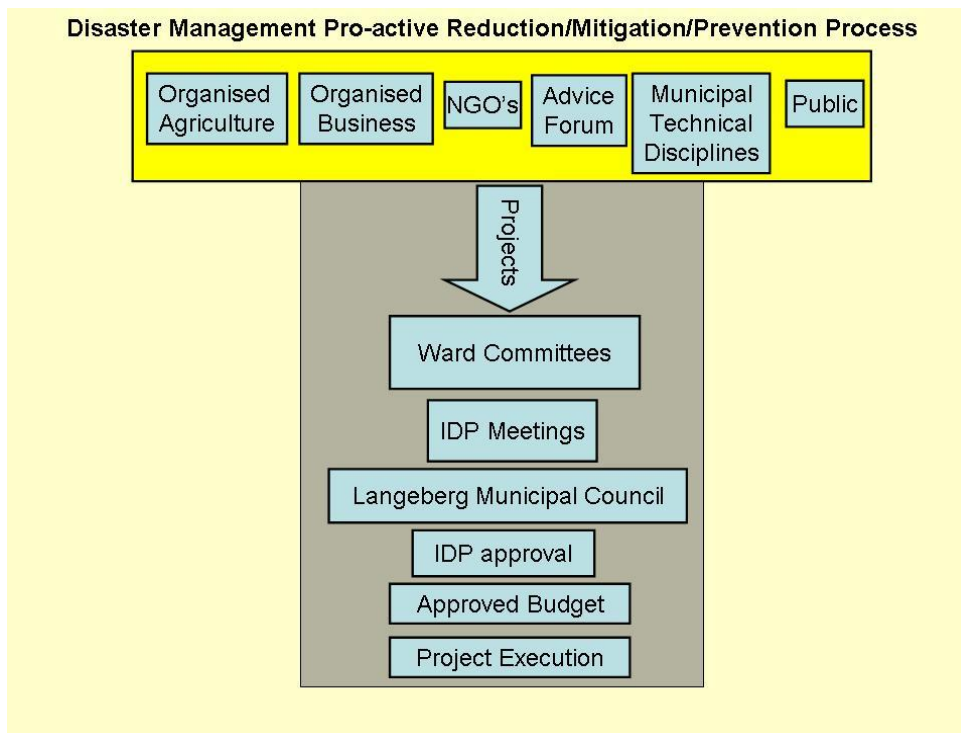 Disaster Management Pro-active Reduction/Mitigation/Prevention Process
Organised
Agriculture
Organised
Business
NGO's
Advice
Forum
Municipal
Technical
Disciplines
Public
Projects
Ward Committees
IDP Meetings
Langeberg Municipal Council
IDP approval
Approved Budget
Project Execution